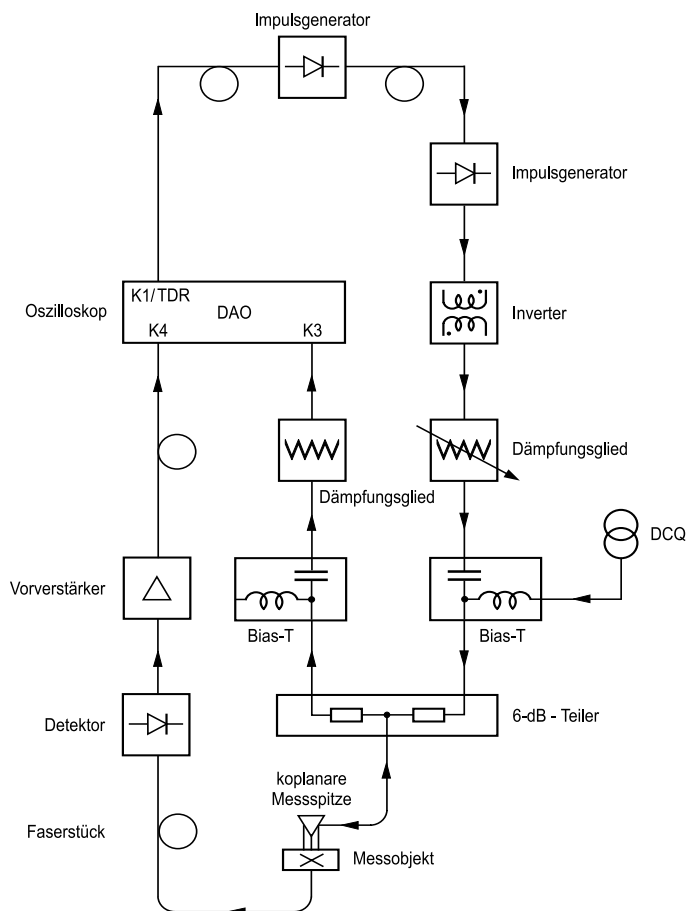 Impulsgenerator
Impulsgenerator
K1/TDR
Oszilloskop
DAO
K4
K3
Inverter
Dämpfungsglied
Dämpfungsglied
DCQ
Vorverstärker
Bias-T
Bias-T
6-dB - Teiler
Detektor
koplanare
Messspitze
Faserstück
Messobjekt